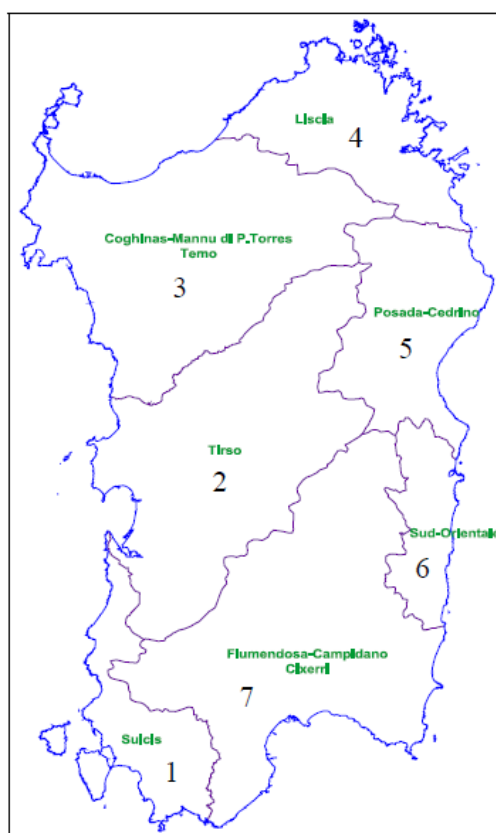 Liscia
4
Coghinas-Mannu di P.Torres
Temo
3
Posada-Cedrino
5
Tirso
2
Sud-Orientale
6
Flumendosa-Campidano
Cixerri
7
Sulcis
1